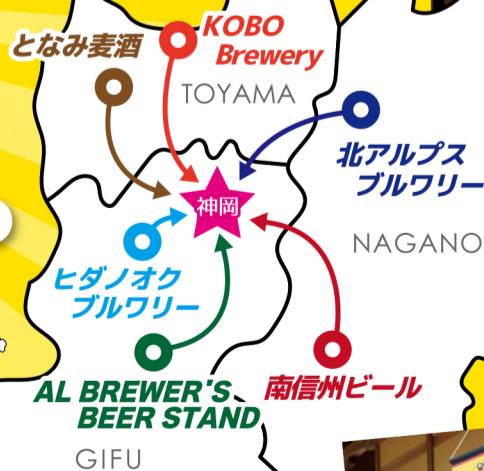 となみ麦酒
KOBO
Brewery
TOYAMA
北アルプス
ブルワリー
神岡
NAGANO
ヒダノオク
ブルワリー
AL BREWER'S
BEER STAND
南信州ビール
GIFU